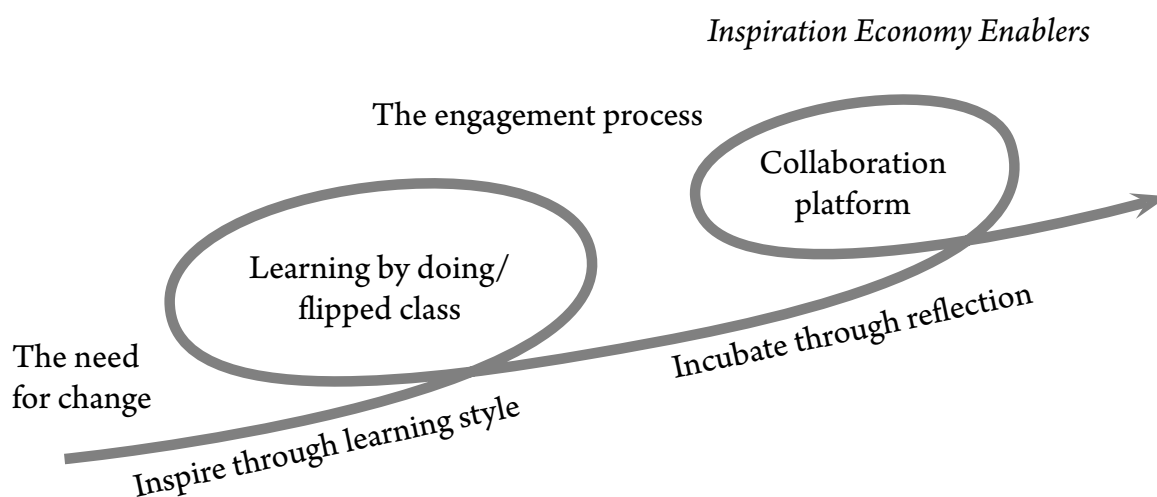 Inspiration Economy Enablers
The engagement process
Collaboration
platform
Learning by doing/
flipped class
The need
for change
Incubate through reflection
Inspire through learning style